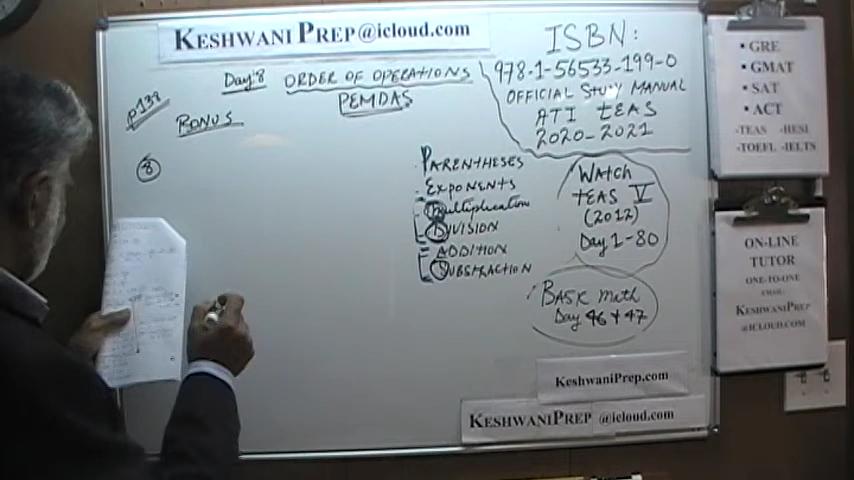 KESHWANI PREP@icloud.com
Day 8 ORDER OF OPERATIONS
PEMDAS
p138
BONUS
8
ISBN:
978-1-56533-199-0
OFFICIAL STUDY MANUAL
ATI TEAS
2020-2021
PARENTHESES
EXPONENTS
Multiplication
DIVISION
ADDITION
SUBSTRACTION
WATCH
TEAS V
(2012)
Day 1-80
BASIC Math
Day 46 + 47
KESHWANIPREP.com
KESHWANIPREP @icloud.com
▪ GRE
▪ GMAT
▪ SAT
▪ ACT
-TEAS -HESI
-TOEFL -IELTS
ON-LINE
TUTOR
ONE-TO-ONE
EMAIL:
KESHWANIPREP
@ICLOUD.COM